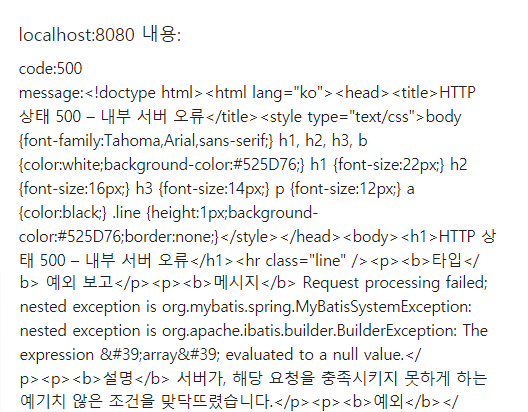 localhost:8080 내용:
code:500
message:<!doctype html><html lang="ko"><head><title>HTTP
상태 500 – 내부 서버 오류</title><style type="text/css">body
{font-family:Tahoma,Arial,sans-serif;} h1, h2, h3, b
{color:white;background-color:#525D76;} h1 {font-size:22px;} h2
{font-size:16px;} h3 {font-size:14px;} p {font-size:12px;} a
{color:black;} .line {height:1px;background-
color:#525D76;border:none;}</style></head><body><h1>HTTP 상
태 500 – 내부 서버 오류</h1><hr class="line" /><p><b>타입</
b> 예외 보고</p><p><b>메시지</b> Request processing failed;
nested exception is org.mybatis.spring.MyBatisSystemException:
nested exception is org.apache.ibatis.builder.BuilderException: The
expression &#39;array&#39; evaluated to a null value.</
p><p><b>설명</b> 서버가, 해당 요청을 충족시키지 못하게 하는
예기치 않은 조건을 맞닥뜨렸습니다.</p><p><b>예외</b></